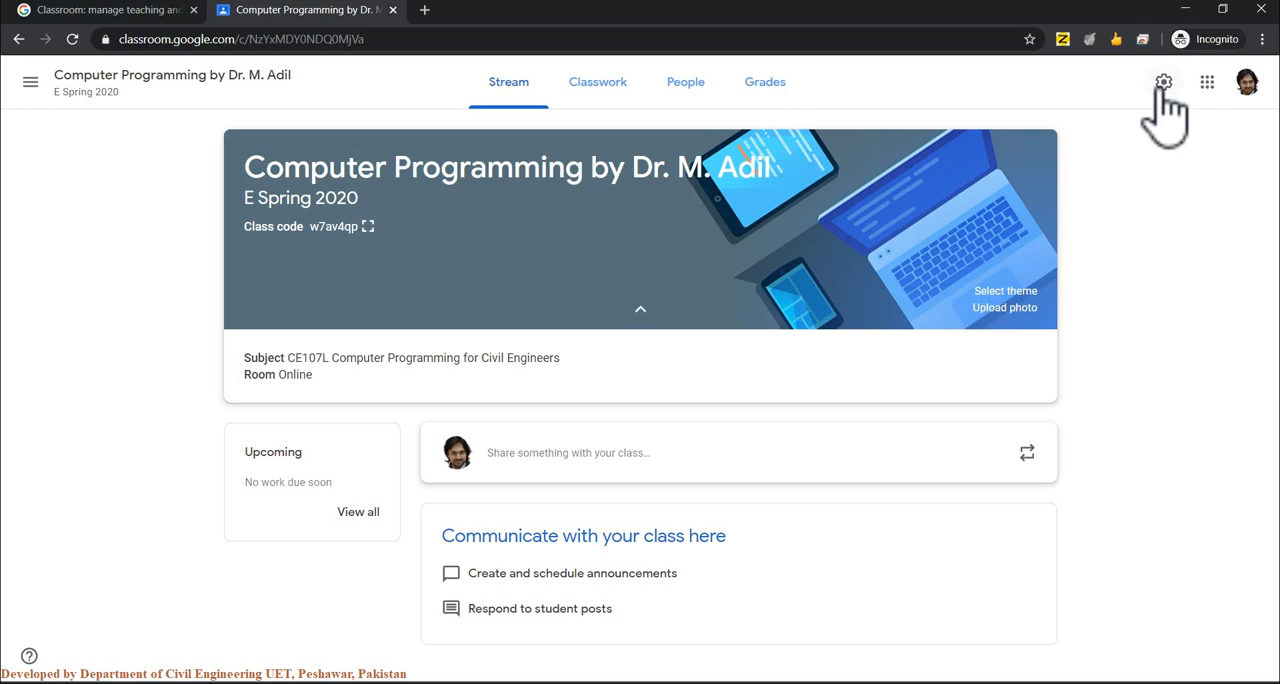 Classroom: manage teaching and
Computer Programming by Dr. M
classroom.google.com/c/NzYxMDY0NDQ0MjVa
Incognito
Computer Programming by Dr. M. Adil
E Spring 2020
Stream
Classwork
People
Grades
Computer Programming by Dr. M. Adil
E Spring 2020
Class code w7av4qp
Select theme
Upload photo
Subject CE107L Computer Programming for Civil Engineers
Room Online
Upcoming
No work due soon
View all
Share something with your class...
Communicate with your class here
Create and schedule announcements
Respond to student posts
Developed by Department of Civil Engineering UET, Peshawar, Pakistan